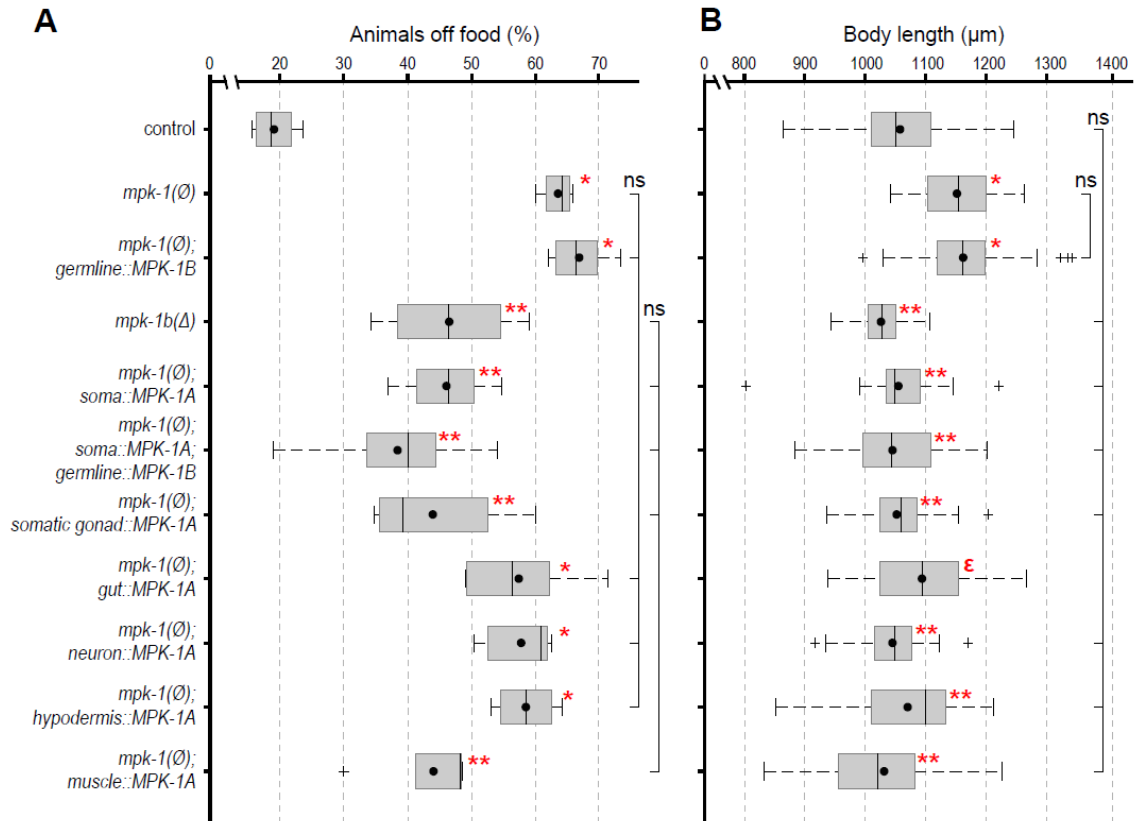 A
Animals off food (%)
0 20 30 40 50 60 70
B
Body length (µm)
0 800 900 1000 1100 1200 1300 1400
control
ns
mpk-1(Ø)
*
ns
*
ns
mpk-1(Ø);
germline::MPK-1B
*
*
mpk-1b(Δ)
**
ns
**
mpk-1(Ø);
soma::MPK-1A
**
**
mpk-1(Ø);
soma::MPK-1A;
germline::MPK-1B
**
**
mpk-1(Ø);
somatic gonad::MPK-1A
**
**
mpk-1(Ø);
gut::MPK-1A
*
ε
mpk-1(Ø);
neuron::MPK-1A
*
**
mpk-1(Ø);
hypodermis::MPK-1A
*
**
mpk-1(Ø);
muscle::MPK-1A
**
**